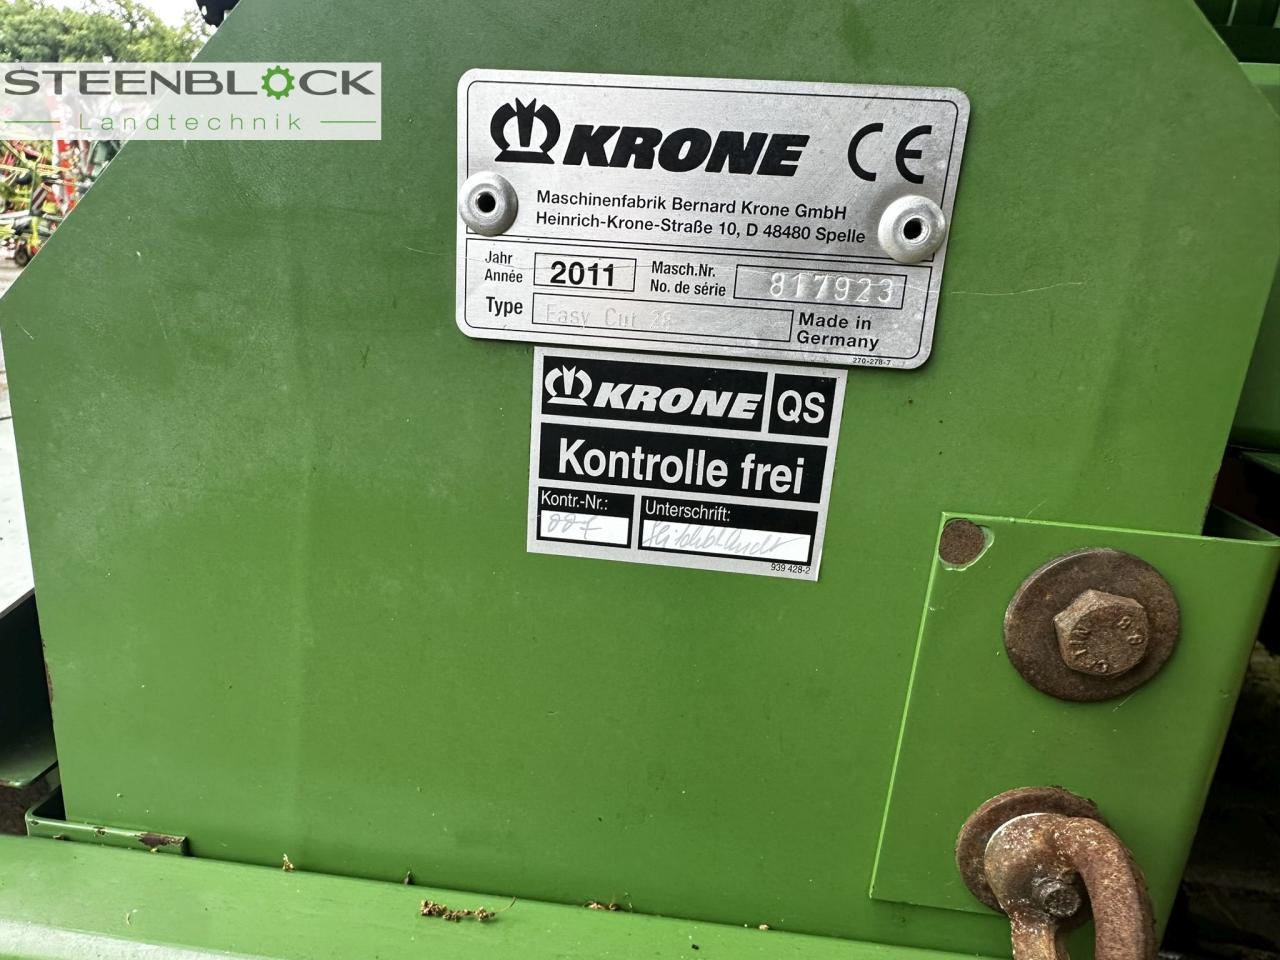 STEENBLOCK
Landtechnik
KRONE CE
Maschinenfabrik Bernard Krone GmbH
Heinrich-Krone-Straße 10, D 48480 Spelle
Jahr
Année
2011
Masch.Nr.
No. de série
817923
Type
Easy Cut 28
Made in
Germany
270-278-7
KRONE QS
Kontrolle frei
Kontr.-Nr.:
Unterschrift:
939 428-2
8.8